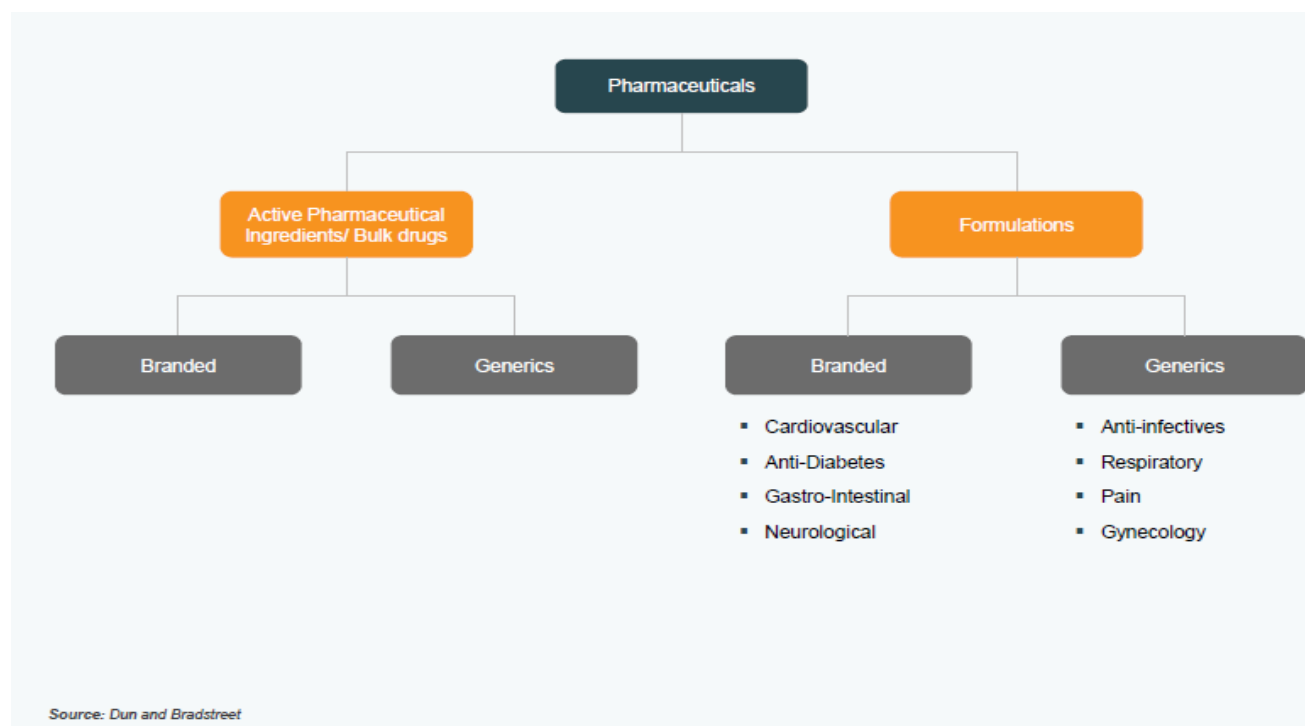 Pharmaceuticals
Active Pharmaceutical
Ingredients/ Bulk drugs
Formulations
Branded
Generics
Branded
Generics
▪ Cardiovascular
▪ Anti-Diabetes
▪ Gastro-Intestinal
▪ Neurological
▪ Anti-infectives
▪ Respiratory
▪ Pain
▪ Gynecology
Source: Dun and Bradstreet